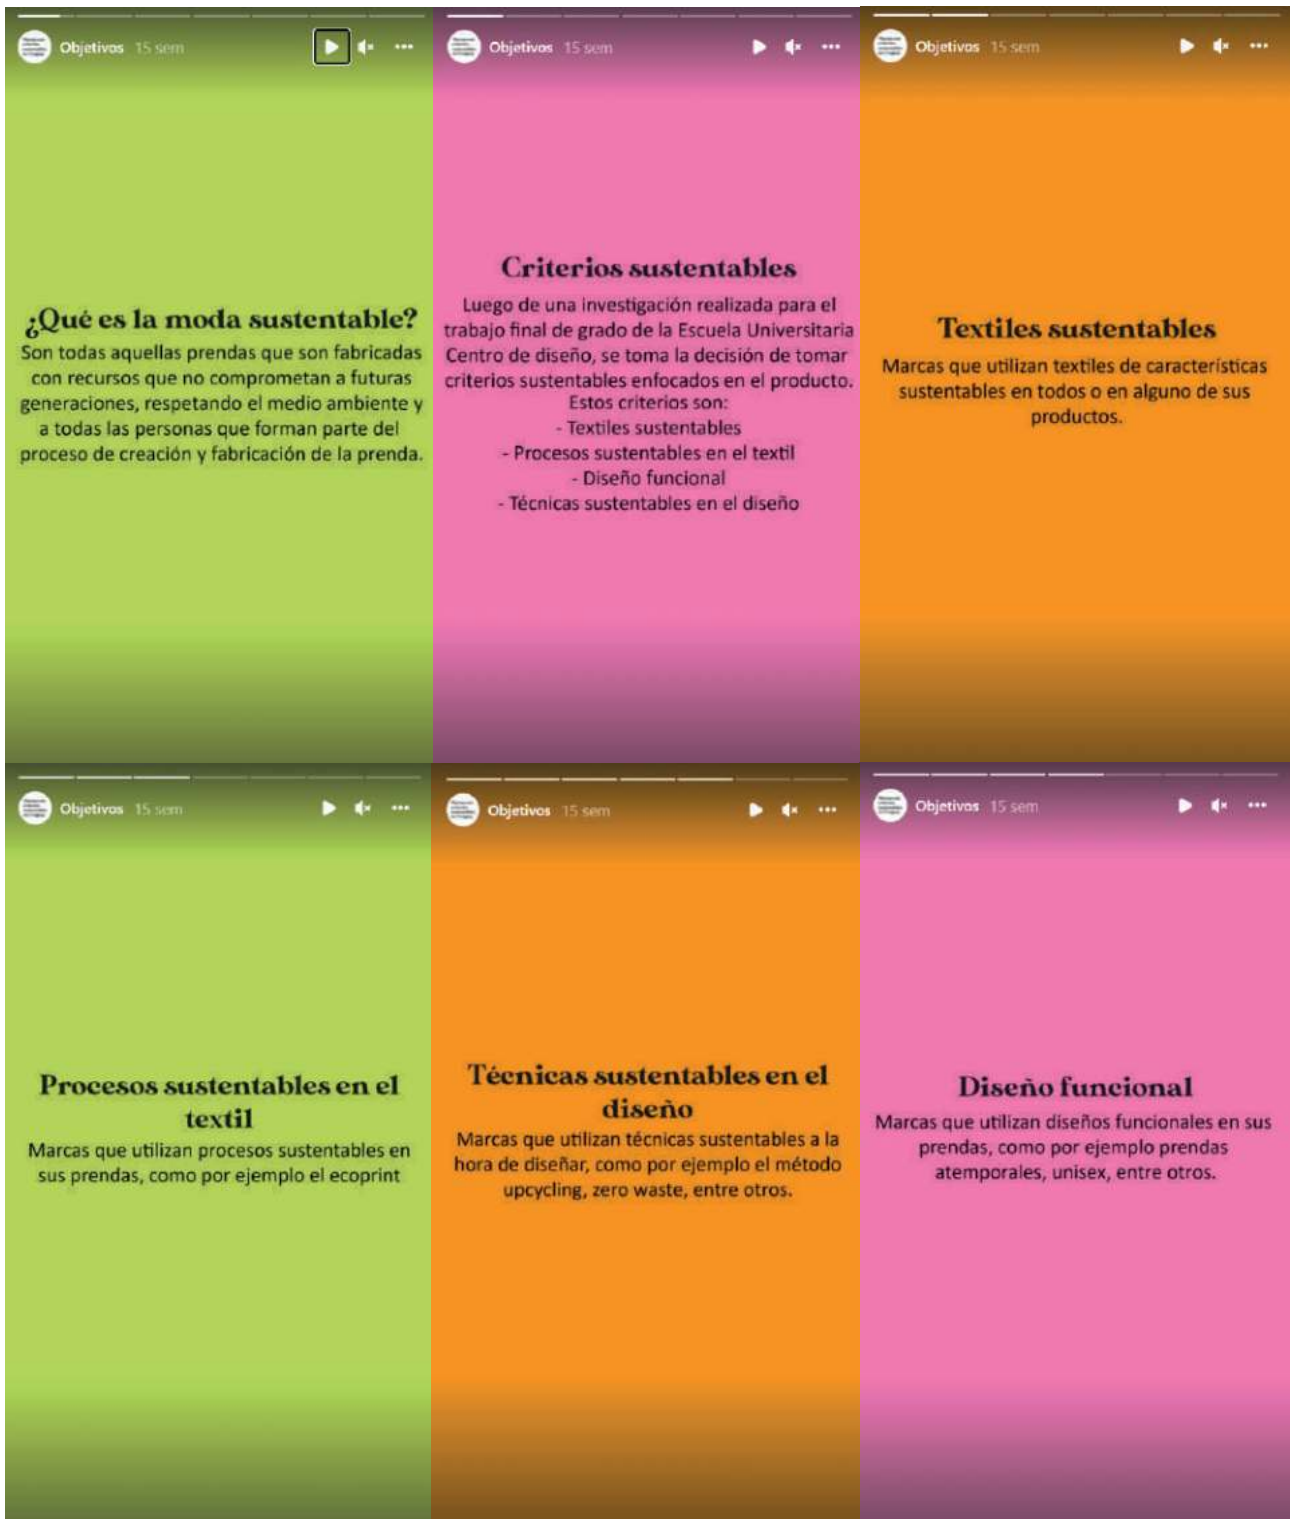 Objetivos 15 sem
¿Qué es la moda sustentable?
Son todas aquellas prendas que son fabricadas
con recursos que no comprometan a futuras
generaciones, respetando el medio ambiente y
a todas las personas que forman parte del
proceso de creación y fabricación de la prenda.
Objetivos 15 sem
Criterios sustentables
Luego de una investigación realizada para el
trabajo final de grado de la Escuela Universitaria
Centro de diseño, se toma la decisión de tomar
criterios sustentables enfocados en el producto.
Estos criterios son:
- Textiles sustentables
- Procesos sustentables en el textil
- Diseño funcional
- Técnicas sustentables en el diseño
Objetivos 15 sem
Textiles sustentables
Marcas que utilizan textiles de características
sustentables en todos o en alguno de sus
productos.
Objetivos 15 sem
Procesos sustentables en el
textil
Marcas que utilizan procesos sustentables en
sus prendas, como por ejemplo el ecoprint
Objetivos 15 sem
Técnicas sustentables en el
diseño
Marcas que utilizan técnicas sustentables a la
hora de diseñar, como por ejemplo el método
upcycling, zero waste, entre otros.
Objetivos 15 sem
Diseño funcional
Marcas que utilizan diseños funcionales en sus
prendas, como por ejemplo prendas
atemporales, unisex, entre otros.